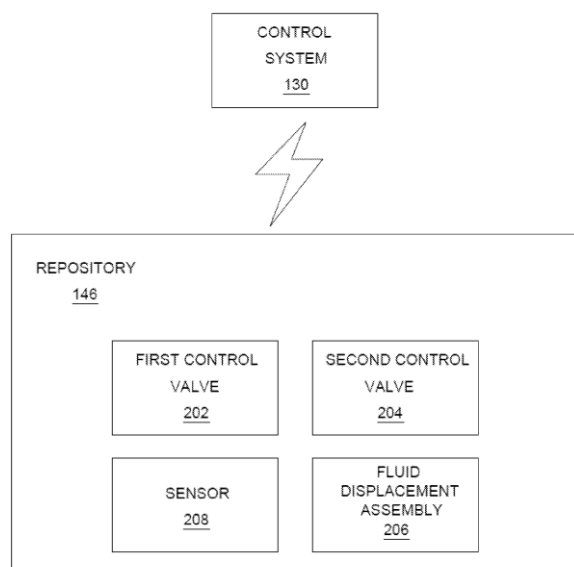 CONTROL
SYSTEM
130
REPOSITORY
146
FIRST CONTROL
VALVE
202
SECOND CONTROL
VALVE
204
SENSOR
208
FLUID
DISPLACEMENT
ASSEMBLY
206